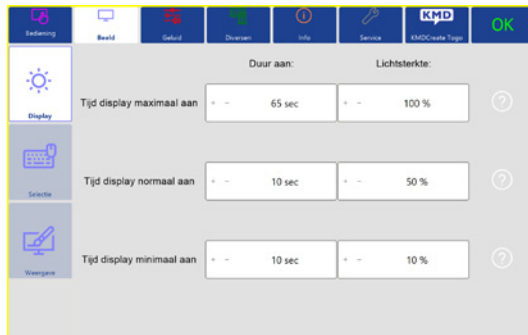 Bediening
Beeld
Geluid
Diversen
Info
Service
KMD
KMDCreate Togo
OK
Duur aan:
Lichtsterkte:
Display
Tijd display maximaal aan
+ - 65 sec
+ - 100 %
?
Selectie
Tijd display normaal aan
+ - 10 sec
+ - 50 %
?
Weergave
Tijd display minimaal aan
+ - 10 sec
+ - 10 %
?